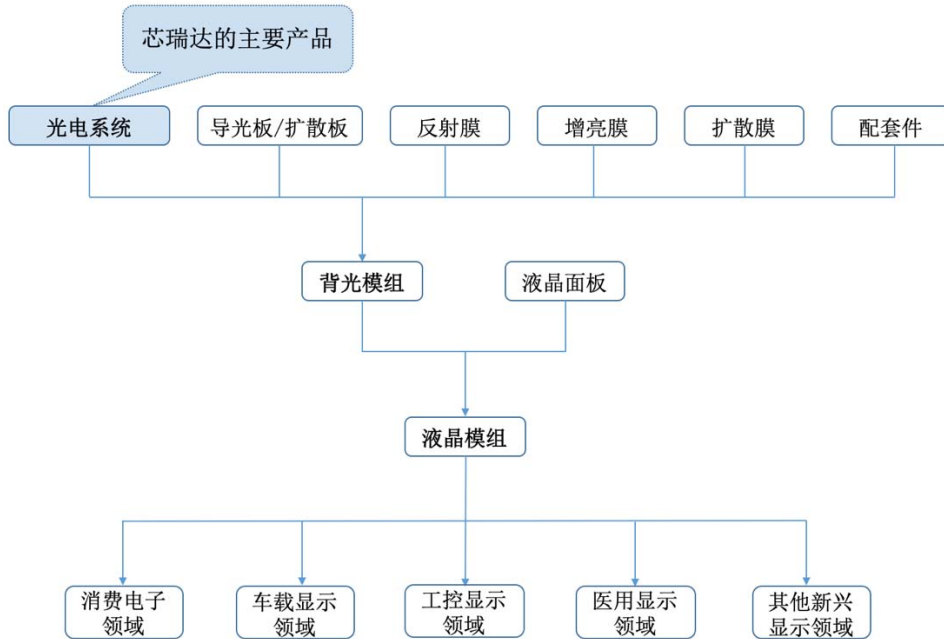 芯瑞达的主要产品
光电系统
导光板/扩散板
反射膜
增亮膜
扩散膜
配套件
背光模组
液晶面板
液晶模组
消费电子
领域
车载显示
领域
工控显示
领域
医用显示
领域
其他新兴
显示领域